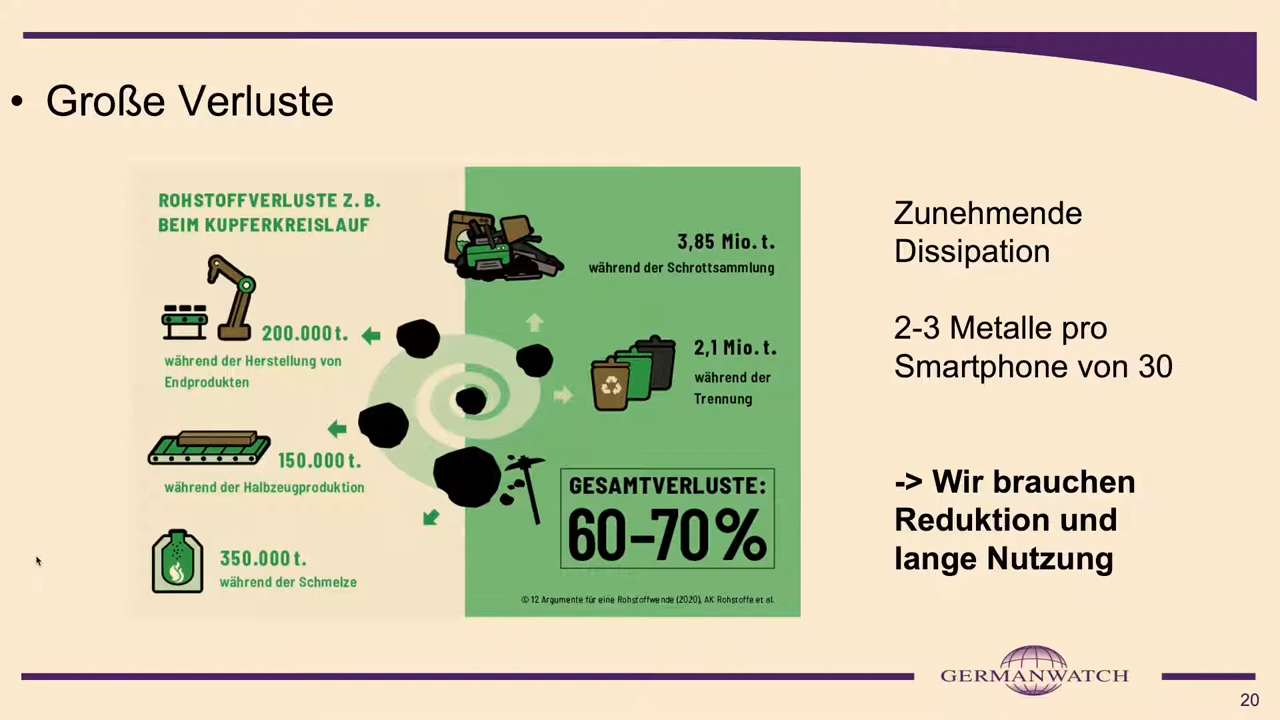 • Große Verluste
ROHSTOFFVERLUSTE Z. B.
BEIM KUPFERKREISLAUF
200.000 t.
während der Herstellung von
Endprodukten
150.000 t.
während der Halbzeugproduktion
350.000 t.
während der Schmelze
3,85 Mio. t.
während der Schrottsammlung
2,1 Mio. t.
während der
Trennung
GESAMTVERLUSTE:
60–70%
© 12 Argumente für eine Rohstoffwende (2020), AK Rohstoffe et al.
Zunehmende
Dissipation
2-3 Metalle pro
Smartphone von 30
-> Wir brauchen
Reduktion und
lange Nutzung
GERMANWATCH
20